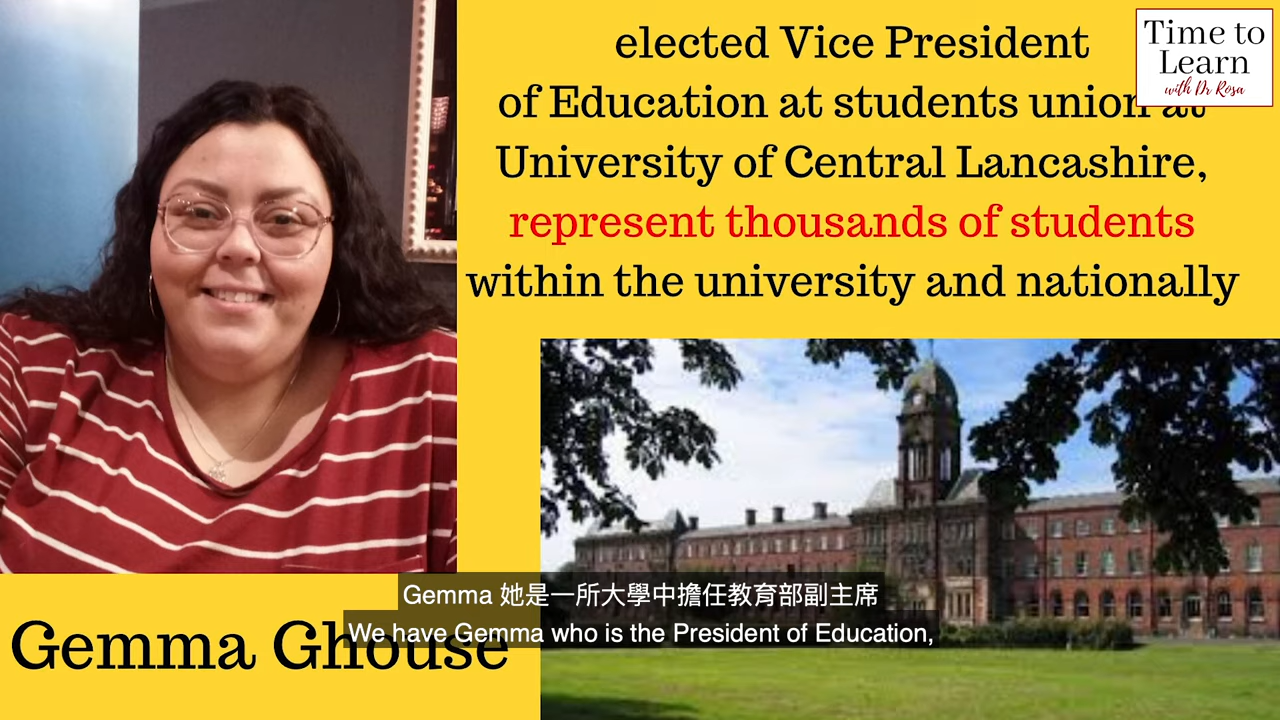 elected Vice President
of Education at students union at
University of Central Lancashire,
represent thousands of students
within the university and nationally
Time to
Learn
with Dr Rosa
Gemma 她是一所大學中擔任教育部副主席
We have Gemma who is the President of Education,
Gemma Ghouse